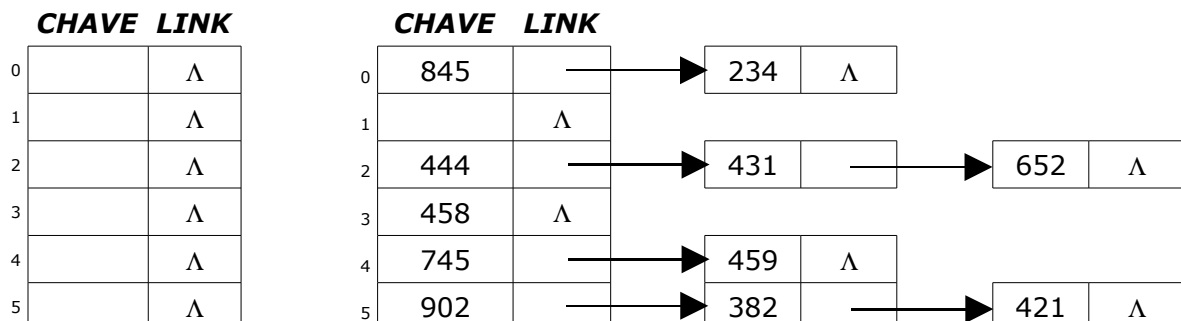 CHAVE LINK CHAVE LINK
0 Λ 0 845 234 Λ
1 Λ 1 Λ
2 Λ 2 444 431 652 Λ
3 Λ 3 458 Λ
4 Λ 4 745 459 Λ
5 Λ 5 902 382 421 Λ